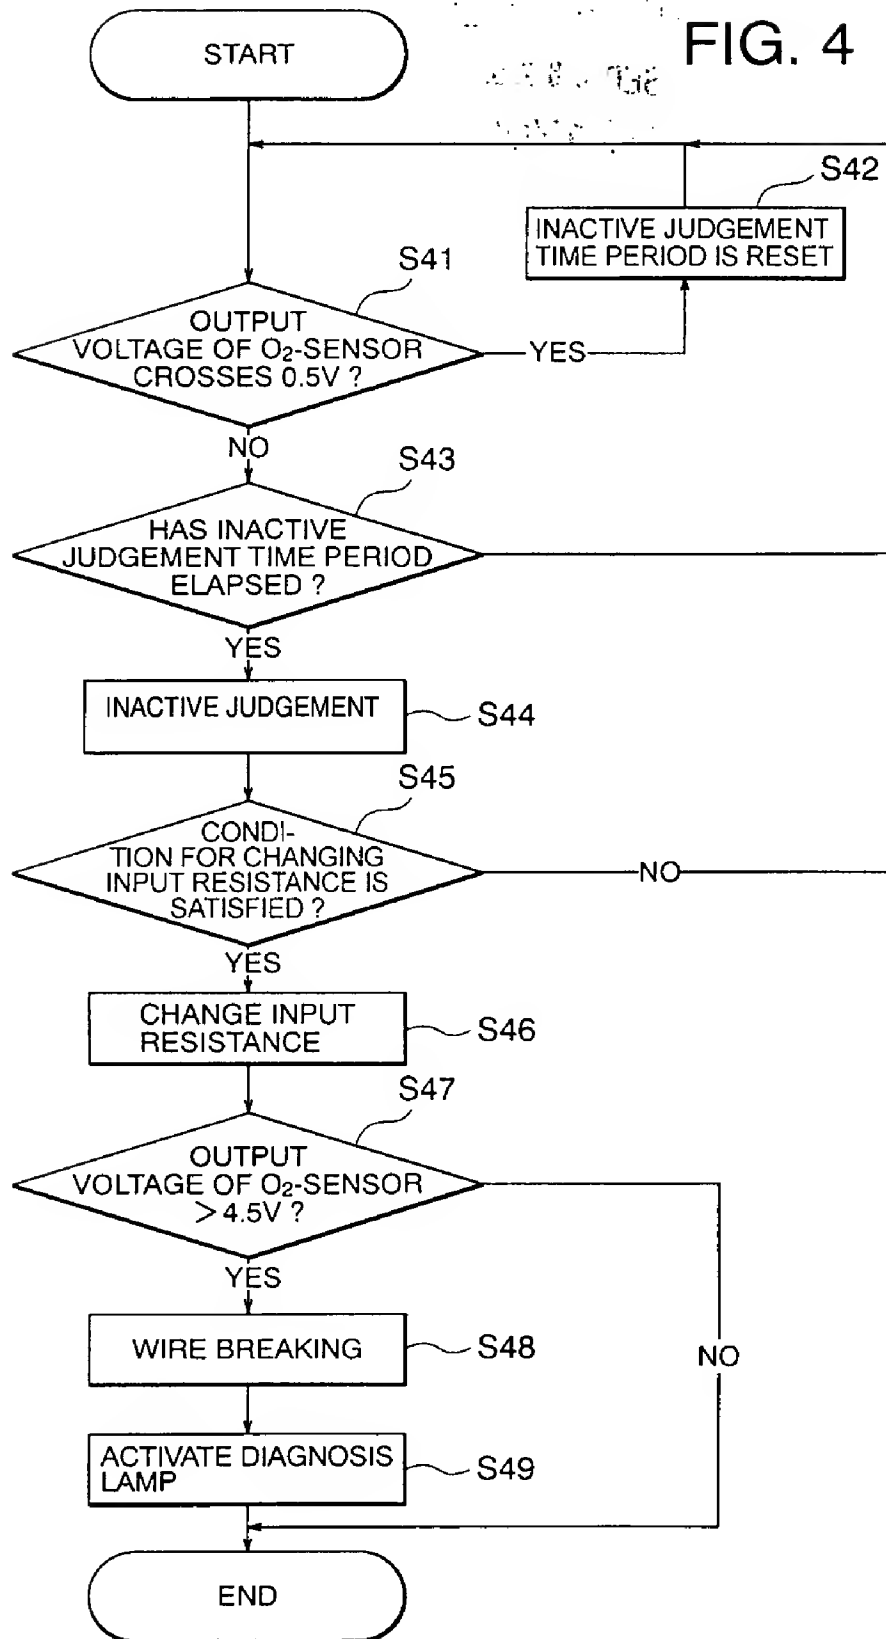 FIG. 4
START
S42
INACTIVE JUDGEMENT
TIME PERIOD IS RESET
S41
OUTPUT
VOLTAGE OF O₂-SENSOR
CROSSES 0.5V ?
YES
NO
S43
HAS INACTIVE
JUDGEMENT TIME PERIOD
ELAPSED ?
YES
INACTIVE JUDGEMENT
S44
S45
CONDI-
TION FOR CHANGING
INPUT RESISTANCE IS
SATISFIED ?
NO
YES
CHANGE INPUT
RESISTANCE
S46
S47
OUTPUT
VOLTAGE OF O₂-SENSOR
> 4.5V ?
YES
WIRE BREAKING
S48
NO
ACTIVATE DIAGNOSIS
LAMP
S49
END